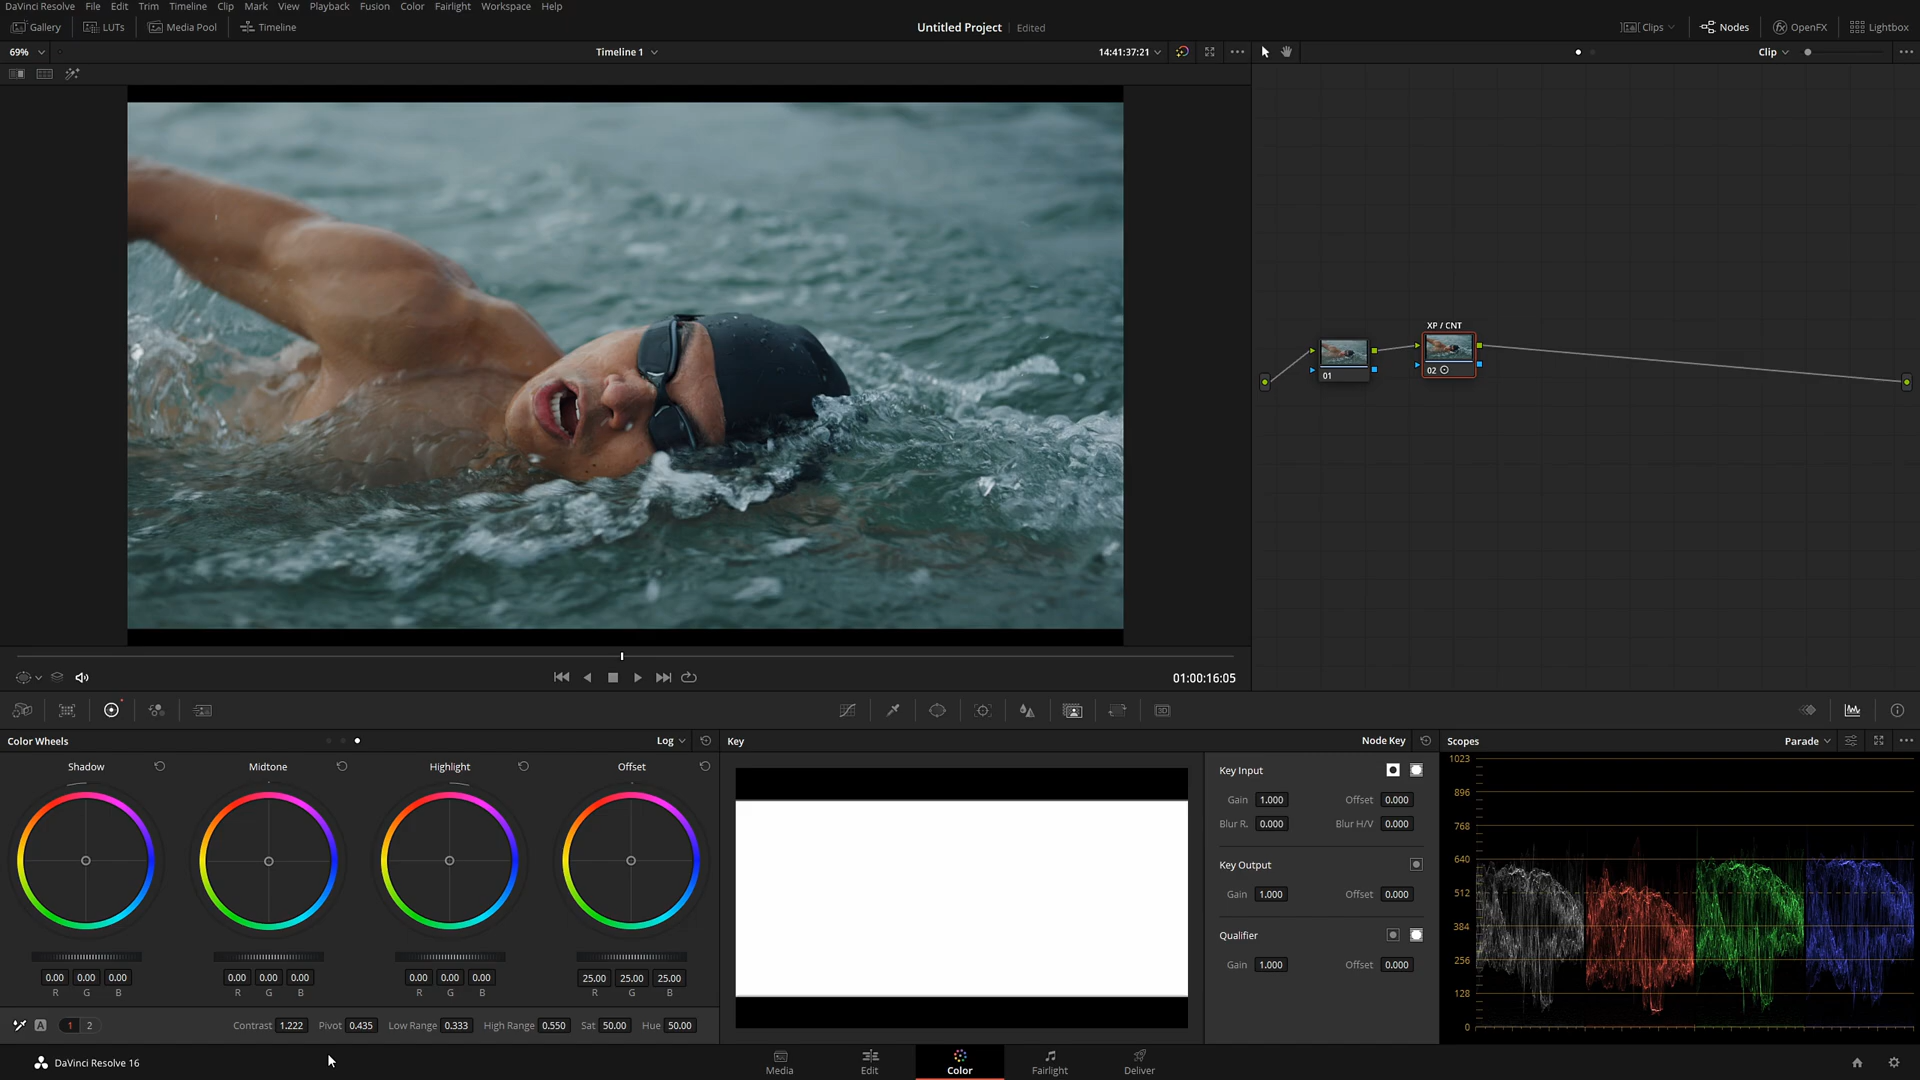 DaVinci Resolve File Edit Trim Timeline Clip Mark View Playback Fusion Color Fairlight Workspace Help
Gallery LUTs Media Pool Timeline Untitled Project Edited Clips Nodes OpenFX Lightbox
69% Timeline 1 14:41:37:21 Clip
XP / CNT
01
02
01:00:16:05
Color Wheels Log Key Node Key Scopes Parade
Shadow Midtone Highlight Offset
Key Input
Gain 1.000 Offset 0.000
Blur R. 0.000 Blur H/V 0.000
Key Output
Gain 1.000 Offset 0.000
Qualifier
Gain 1.000 Offset 0.000
1023
896
768
640
512
384
256
128
0
0.00 0.00 0.00 0.00 0.00 0.00 0.00 0.00 0.00 25.00 25.00 25.00
R G B R G B R G B R G B
A 1 2 Contrast 1.222 Pivot 0.435 Low Range 0.333 High Range 0.550 Sat 50.00 Hue 50.00
DaVinci Resolve 16 Media Edit Color Fairlight Deliver
3D